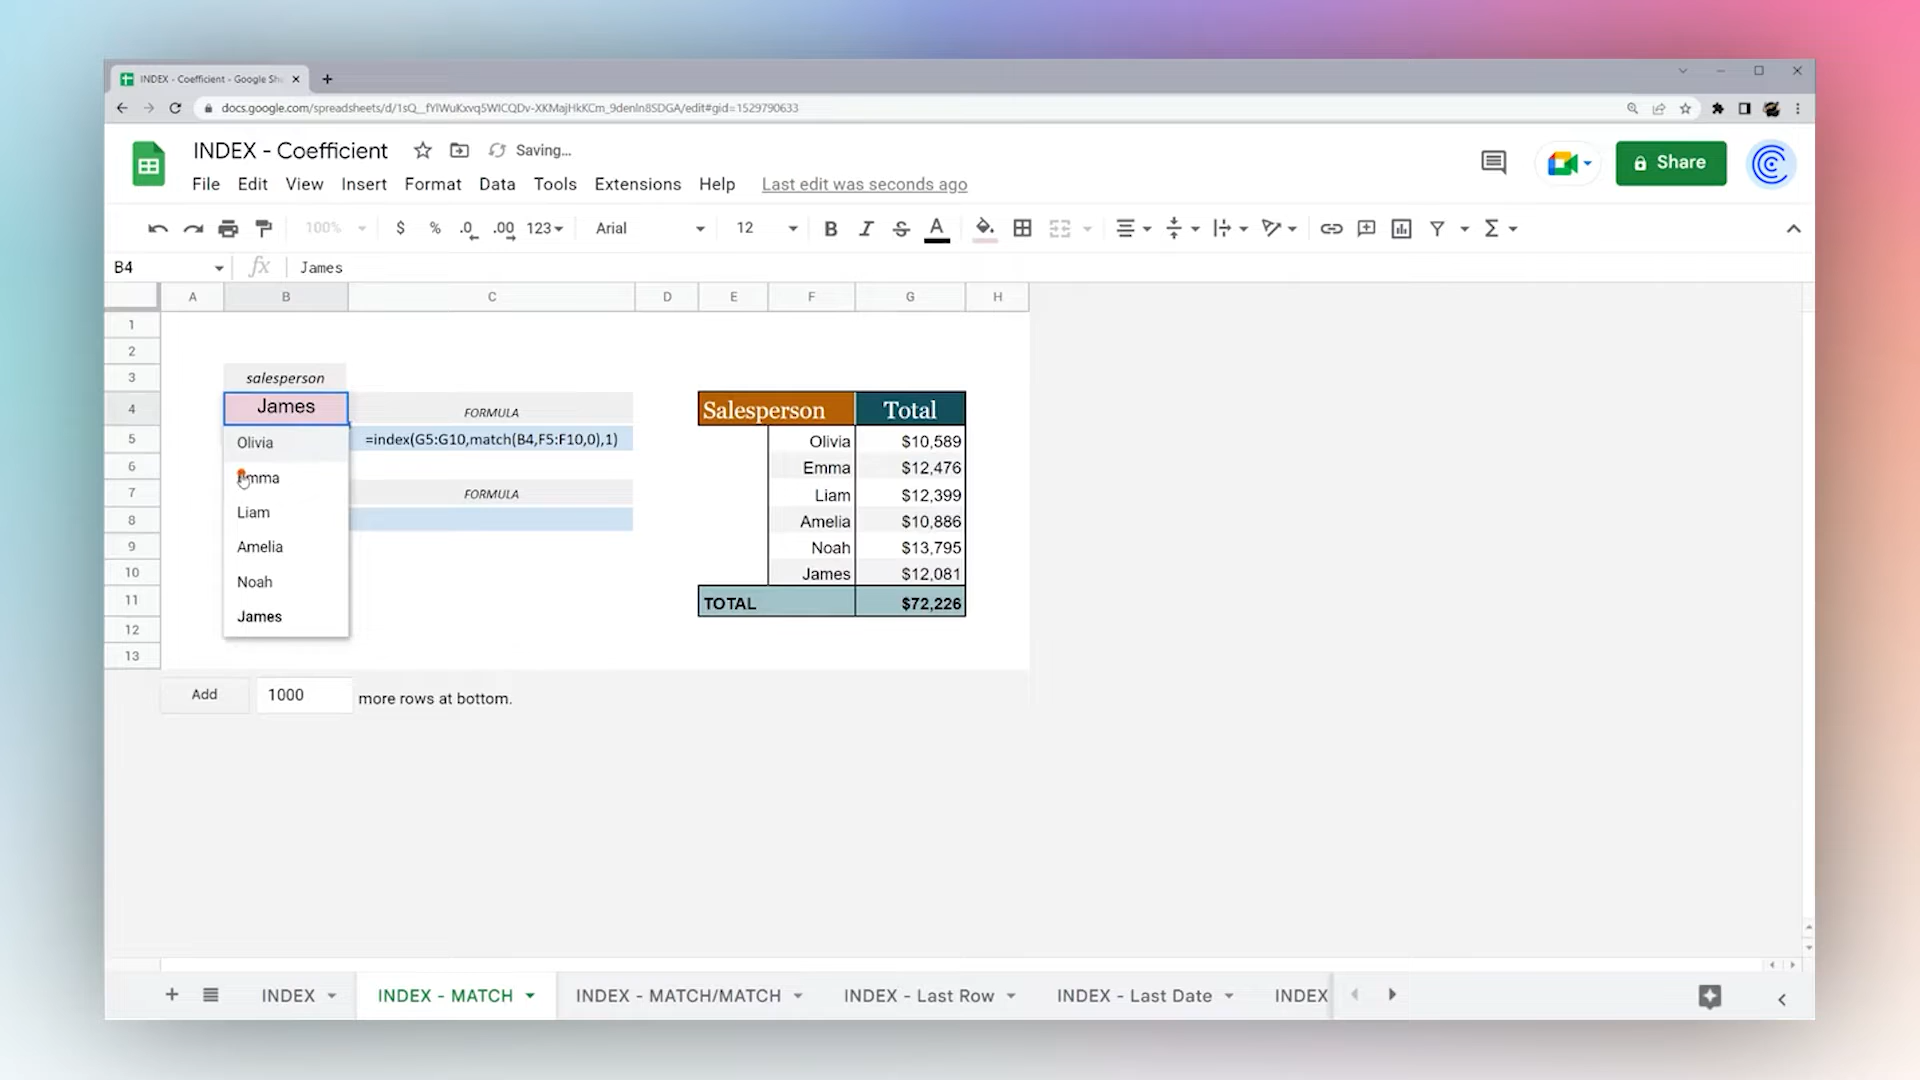 INDEX - Coefficient - Google She
docs.google.com/spreadsheets/d/1sQ__fYlWuKxvq5WICQDv-XKMajHkKCm_9denIn8SDGA/edit#gid=1529790633
INDEX - Coefficient Saving...
File Edit View Insert Format Data Tools Extensions Help Last edit was seconds ago
Share
100% $ % .0 .00 123 Arial 12 B I S A
B4 fx James
A B C D E F G H
1
2
3 salesperson
4 James FORMULA Salesperson Total
5 Olivia =index(G5:G10,match(B4,F5:F10,0),1) Olivia $10,589
6 Emma Emma $12,476
7 Liam FORMULA Liam $12,399
8 Amelia $10,886
9 Amelia Noah $13,795
10 Noah James $12,081
11 James TOTAL $72,226
12
13
Add 1000 more rows at bottom.
INDEX INDEX - MATCH INDEX - MATCH/MATCH INDEX - Last Row INDEX - Last Date INDEX